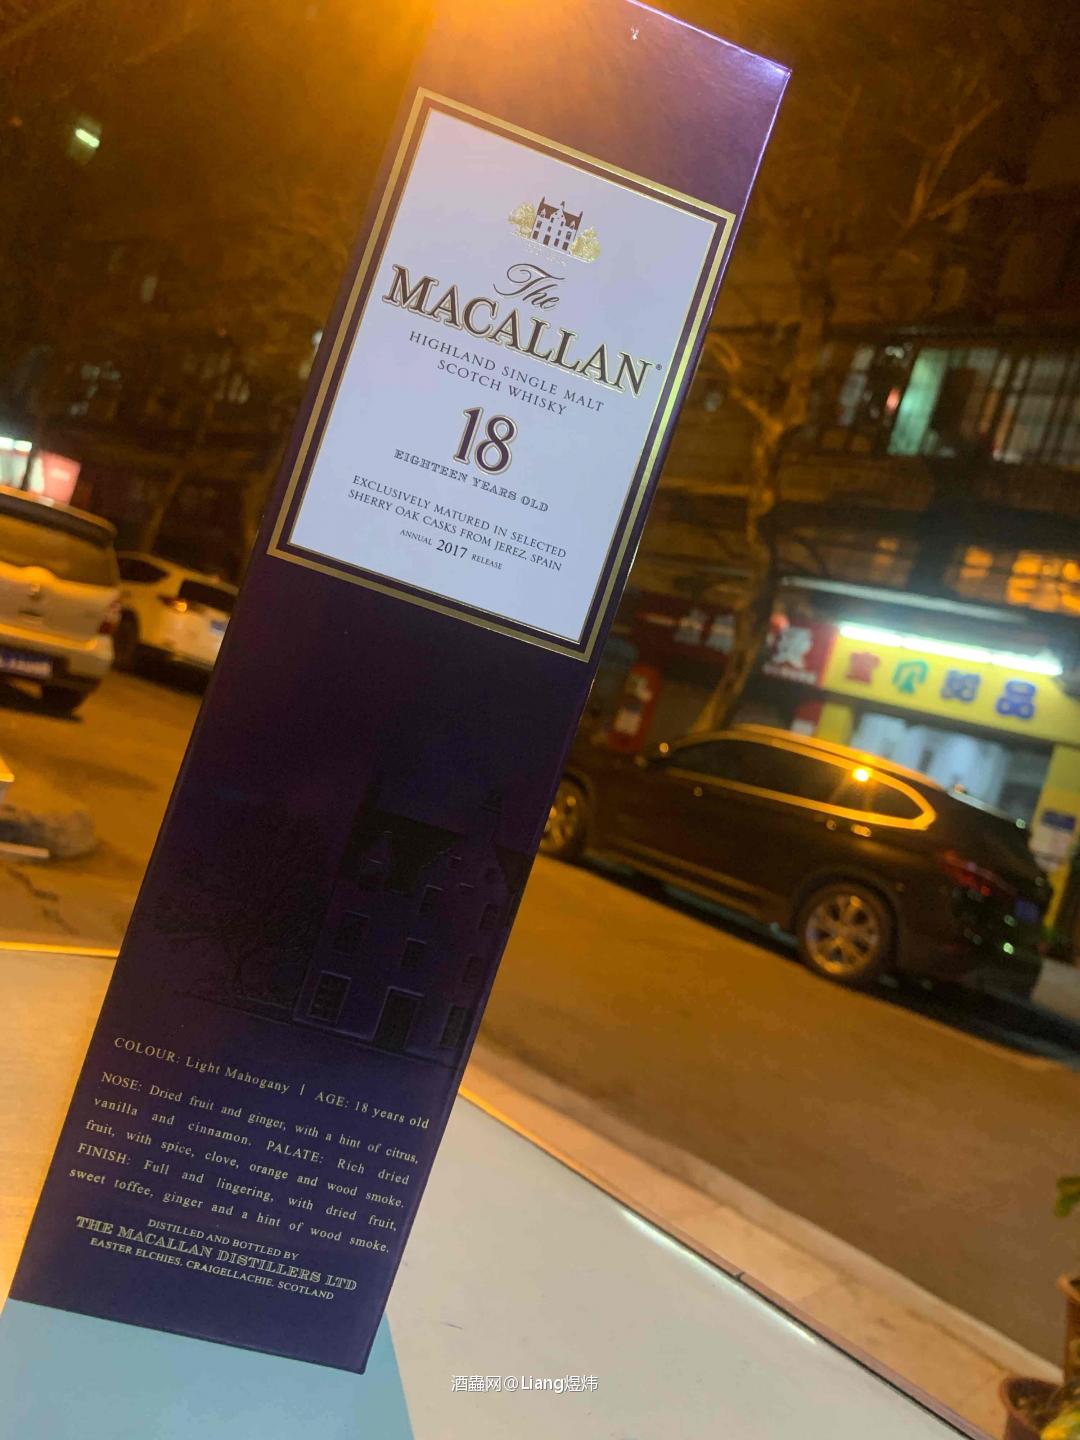 The
MACALLAN®
HIGHLAND SINGLE MALT
SCOTCH WHISKY
18
EIGHTEEN YEARS OLD
EXCLUSIVELY MATURED IN SELECTED
SHERRY OAK CASKS FROM JEREZ, SPAIN
ANNUAL 2017 RELEASE
COLOUR: Light Mahogany | AGE: 18 years old
NOSE: Dried fruit and ginger, with a hint of citrus,
vanilla and cinnamon. PALATE: Rich dried
fruit, with spice, clove, orange and wood smoke.
FINISH: Full and lingering, with dried fruit,
sweet toffee, ginger and a hint of wood smoke.
DISTILLED AND BOTTLED BY
THE MACALLAN DISTILLERS LTD
EASTER ELCHIES, CRAIGELLACHIE, SCOTLAND
酒蟲网@Liang煜炜